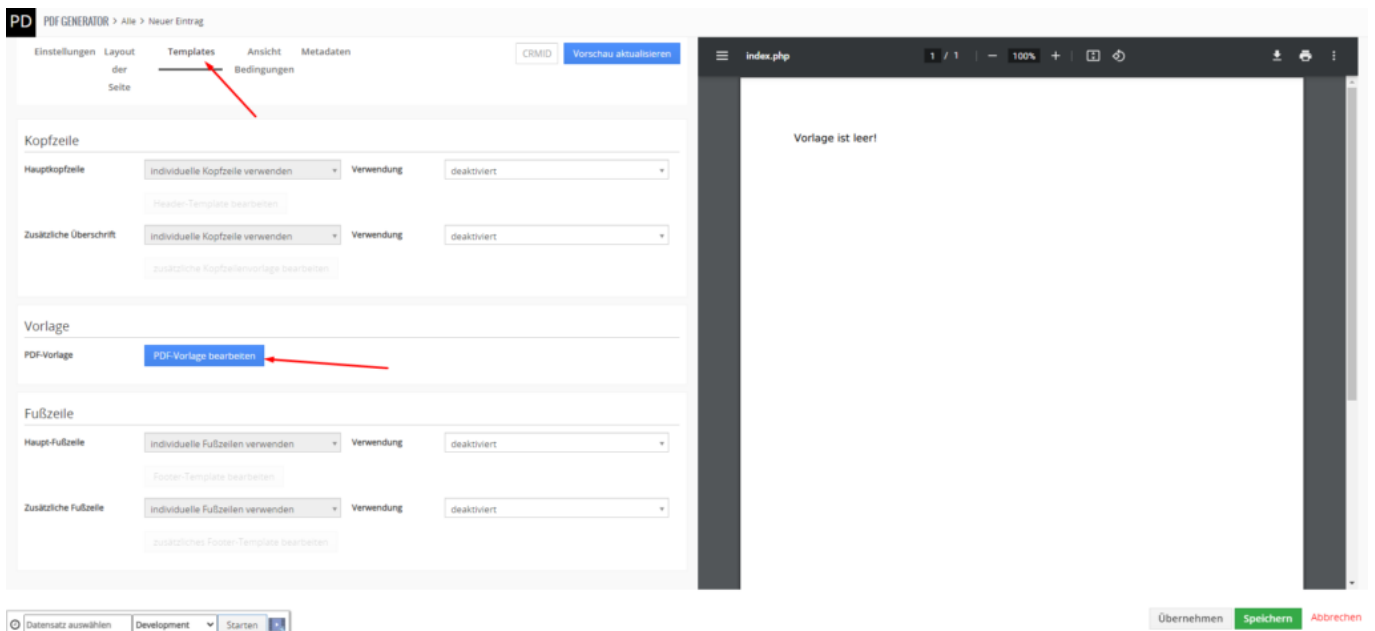 PD PDF GENERATOR > Alle > Neuer Eintrag
Einstellungen Layout der Seite Templates Ansicht Bedingungen Metadaten CRMID Vorschau aktualisieren
index.php 1 / 1 100%
Vorlage ist leer!
Kopfzeile
Hauptkopfzeile individuelle Kopfzeile verwenden Verwendung deaktiviert
Header-Template bearbeiten
Zusätzliche Überschrift individuelle Kopfzeile verwenden Verwendung deaktiviert
zusätzliche Kopfzeilenvorlage bearbeiten
Vorlage
PDF-Vorlage PDF-Vorlage bearbeiten
Fußzeile
Haupt-Fußzeile individuelle Fußzeilen verwenden Verwendung deaktiviert
Footer-Template bearbeiten
Zusätzliche Fußzeile individuelle Fußzeilen verwenden Verwendung deaktiviert
zusätzliches Footer-Template bearbeiten
Datensatz auswählen Development Starten
Übernehmen Speichern Abbrechen